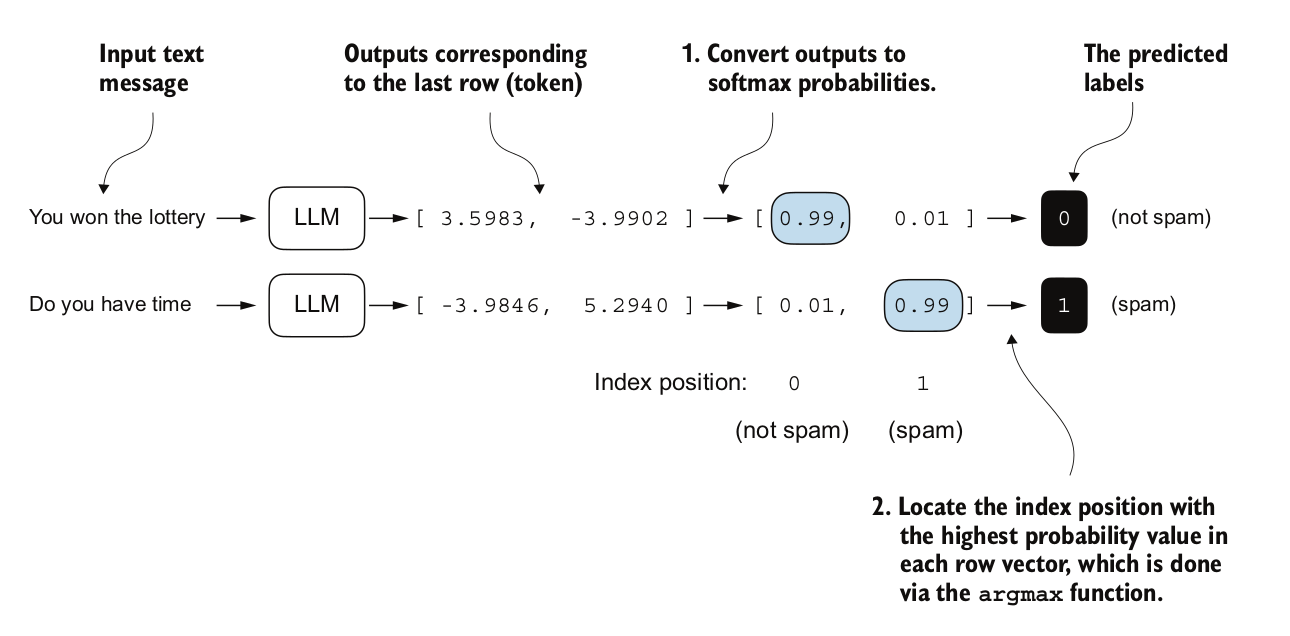 Input text
message
Outputs corresponding
to the last row (token)
1. Convert outputs to
softmax probabilities.
The predicted
labels
You won the lottery LLM [ 3.5983, -3.9902 ] [ 0.99, 0.01 ] 0 (not spam)
Do you have time LLM [ -3.9846, 5.2940 ] [ 0.01, 0.99 ] 1 (spam)
Index position: 0 1
(not spam) (spam)
2. Locate the index position with
the highest probability value in
each row vector, which is done
via the argmax function.